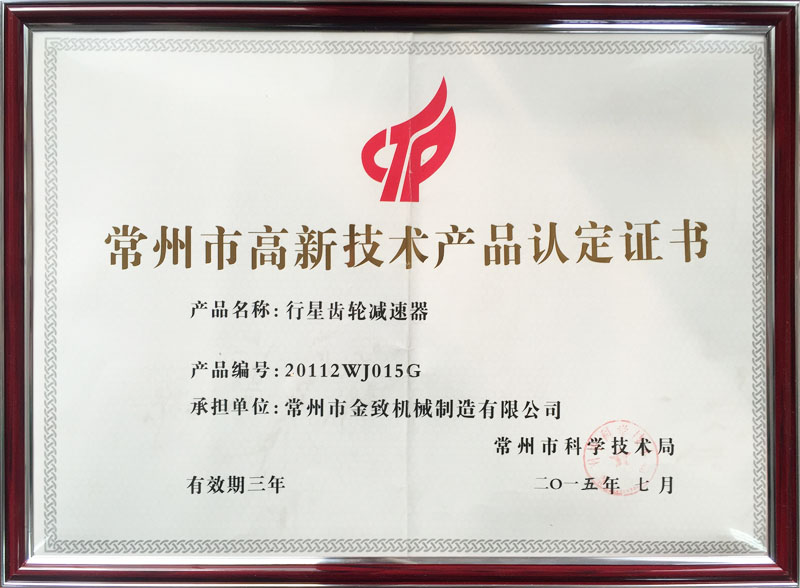 常州市高新技术产品认定证书
产品名称:行星齿轮减速器
产品编号:20112WJ015G
承担单位:常州市金致机械制造有限公司
常州市科学技术局
有效期三年
二〇一五年 七月